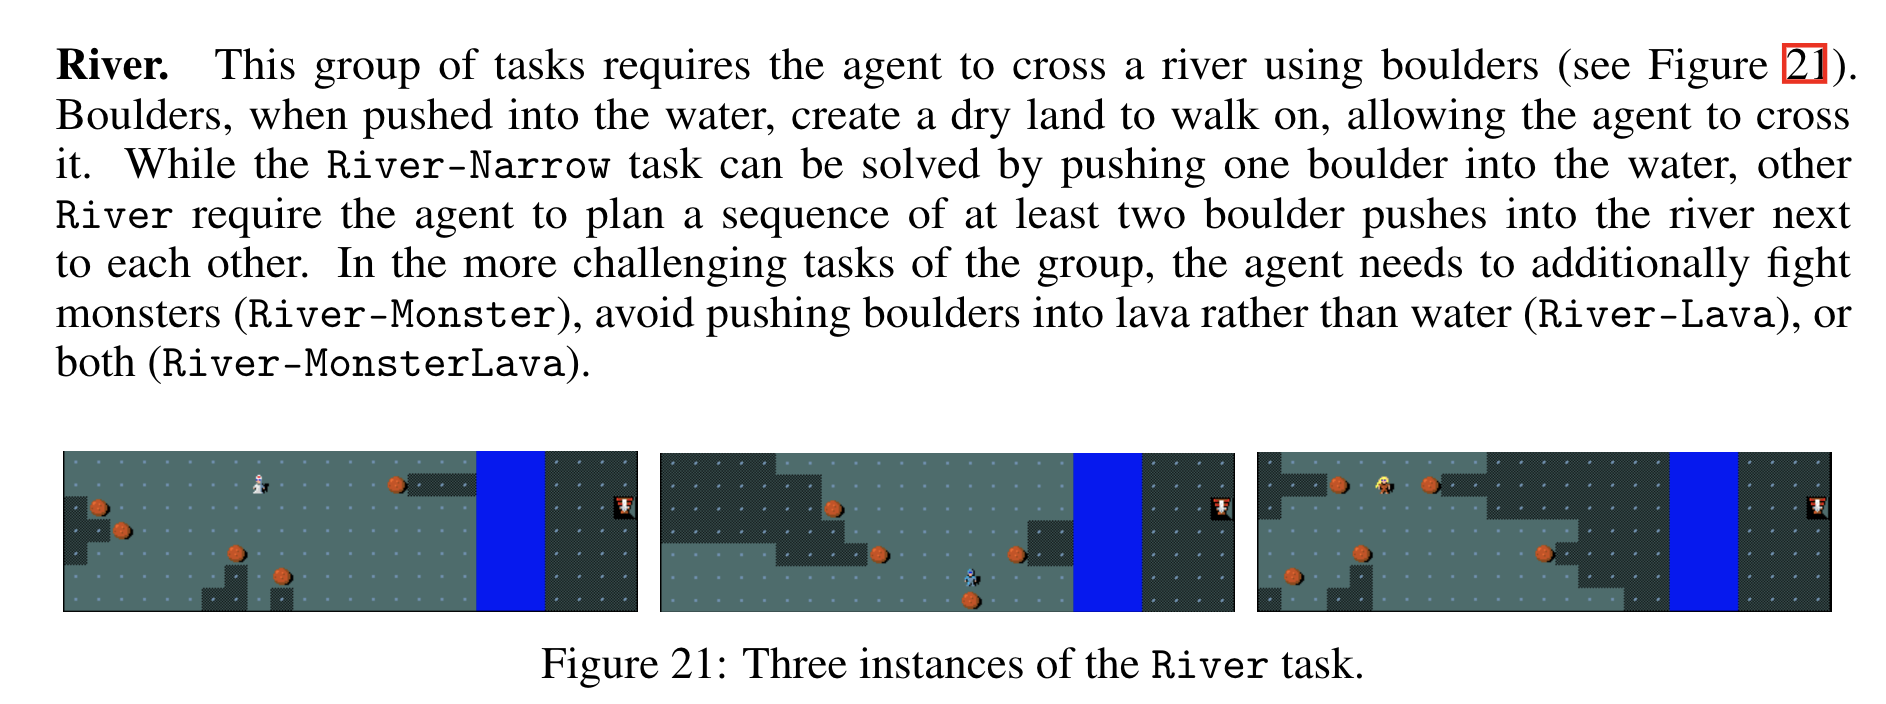 River. This group of tasks requires the agent to cross a river using boulders (see Figure 21).
Boulders, when pushed into the water, create a dry land to walk on, allowing the agent to cross
it. While the River-Narrow task can be solved by pushing one boulder into the water, other
River require the agent to plan a sequence of at least two boulder pushes into the river next
to each other. In the more challenging tasks of the group, the agent needs to additionally fight
monsters (River-Monster), avoid pushing boulders into lava rather than water (River-Lava), or
both (River-MonsterLava).
Figure 21: Three instances of the River task.